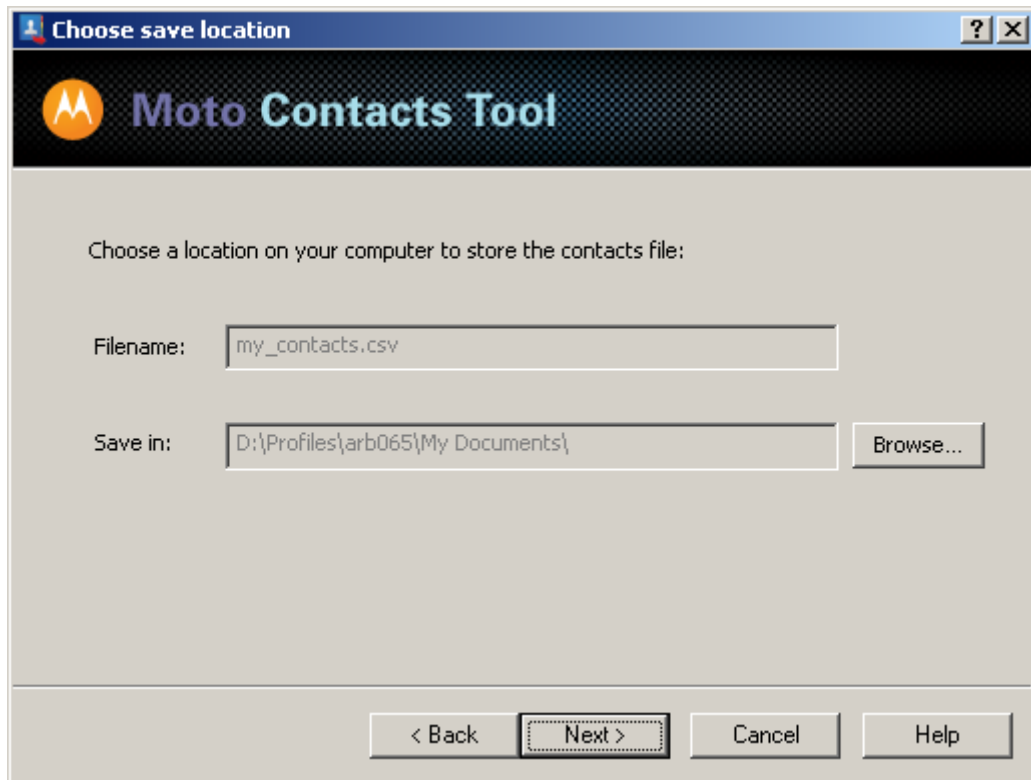 Choose save location
Moto Contacts Tool
Choose a location on your computer to store the contacts file:
Filename: my_contacts.csv
Save in: D:\Profiles\arb065\My Documents\ Browse...
< Back Next > Cancel Help